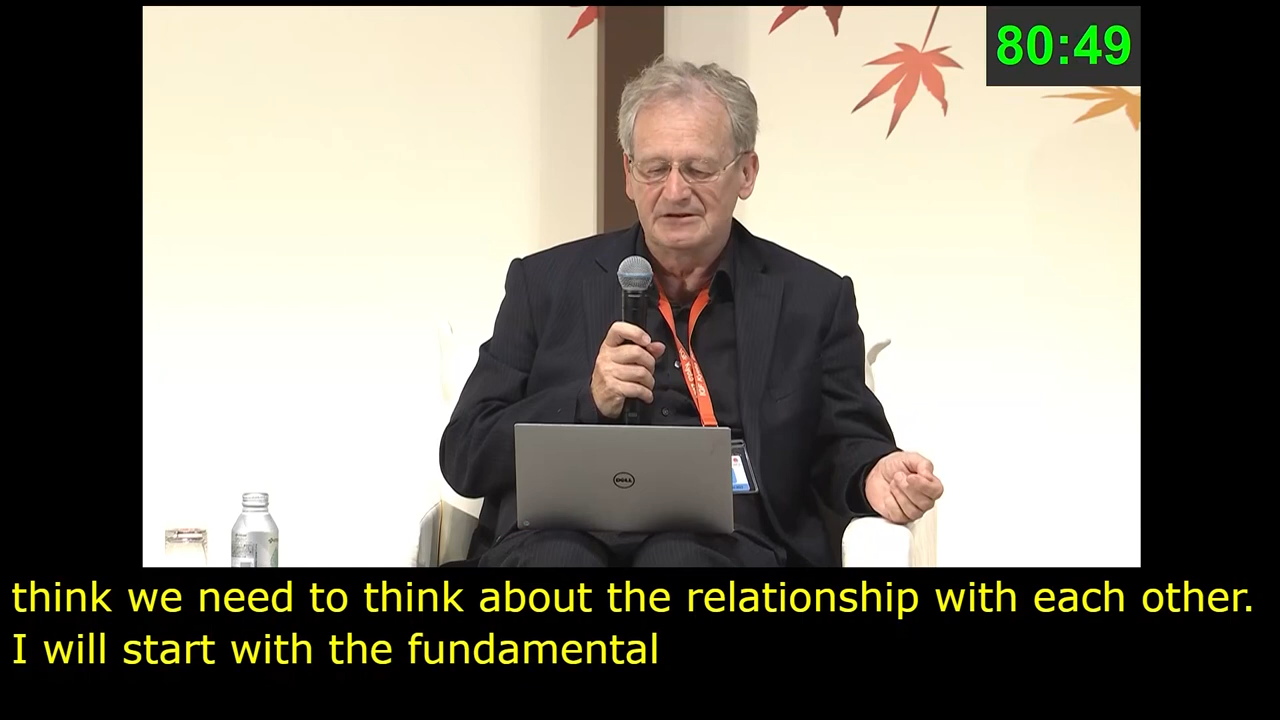 80:49
DELL
think we need to think about the relationship with each other.
I will start with the fundamental